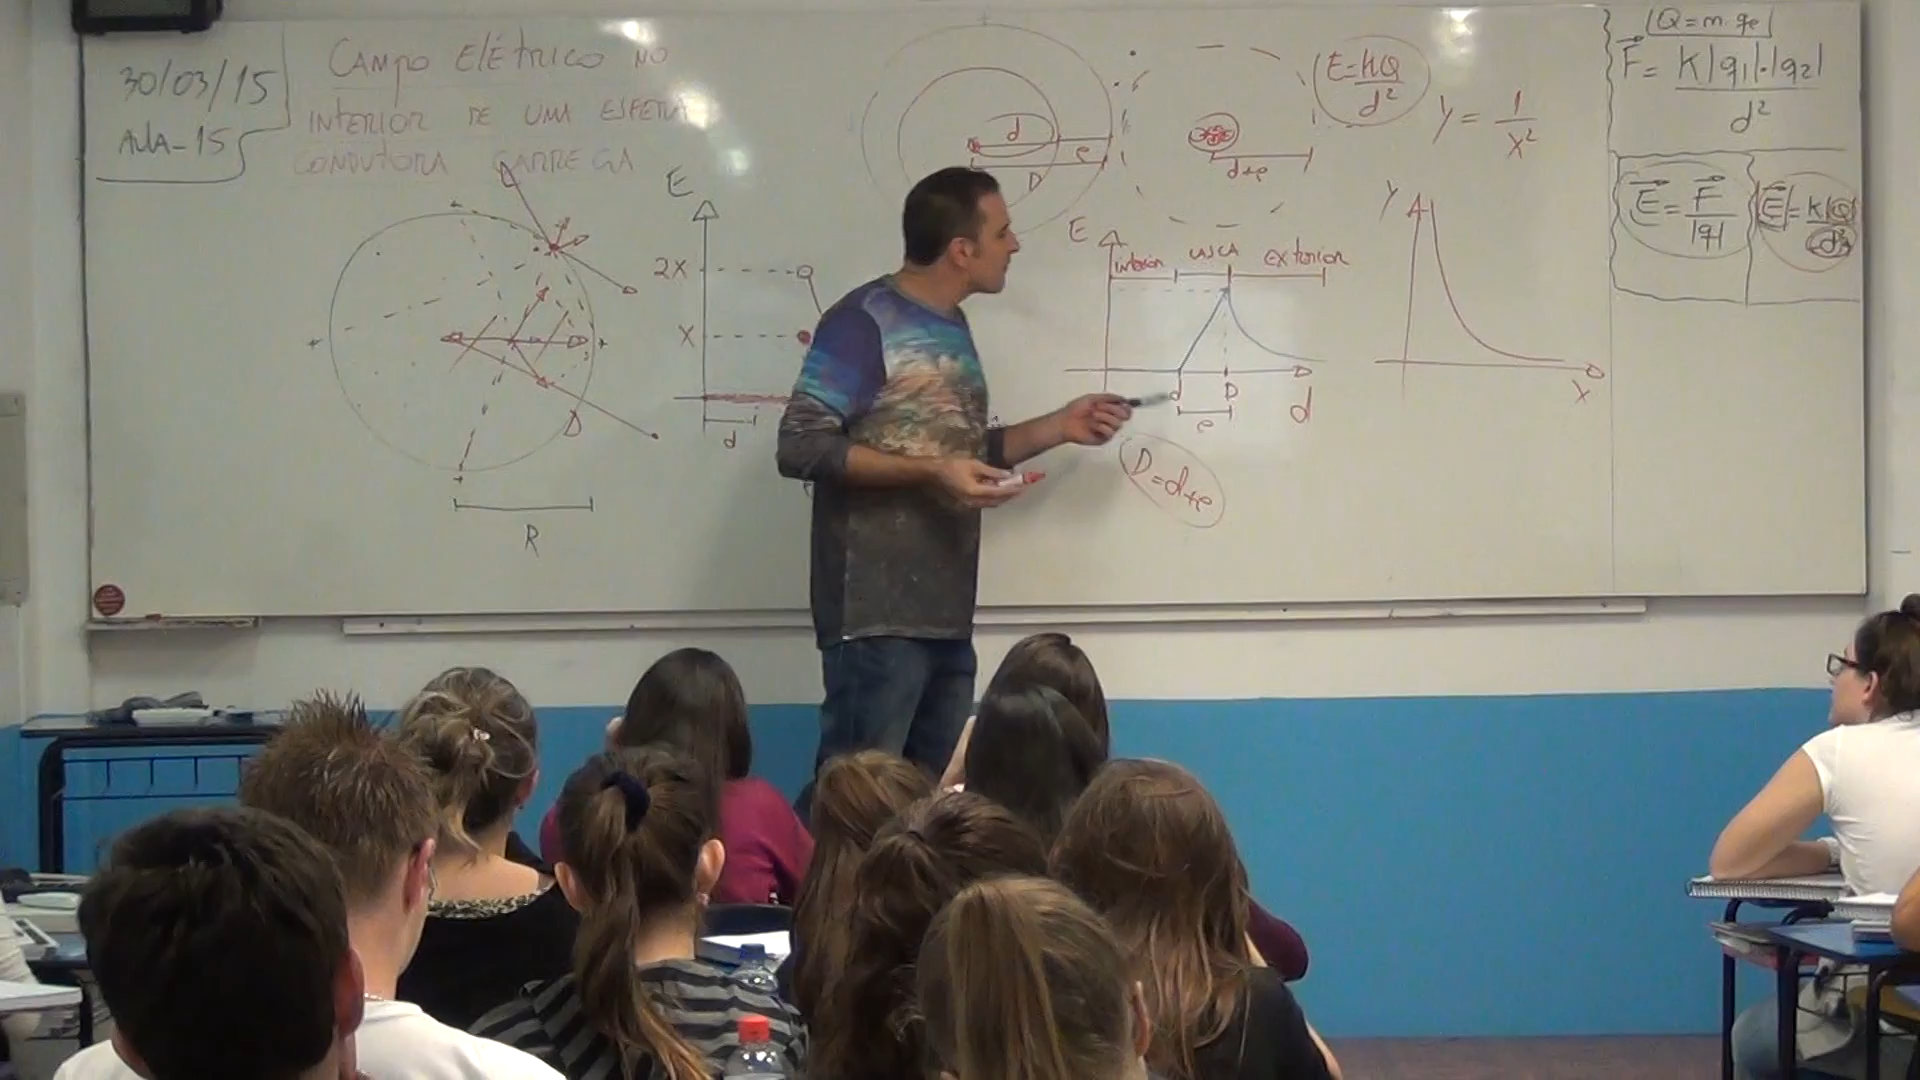 30/03/15
AULA-15
CAMPO ELÉTRICO NO
INTERIOR DE UMA ESFERA
CONDUTORA CARREGA
D
R
E
2X
X
d
d
e
D
d+e
E=KQ/d²
Y = 1/X²
E
interior CASCA exterior
d D
e
d
D=d+e
Y
X
Q=m.qe
F = K|q1|.|q2|/d²
E = F/|q|
|E| = K|Q|/d²